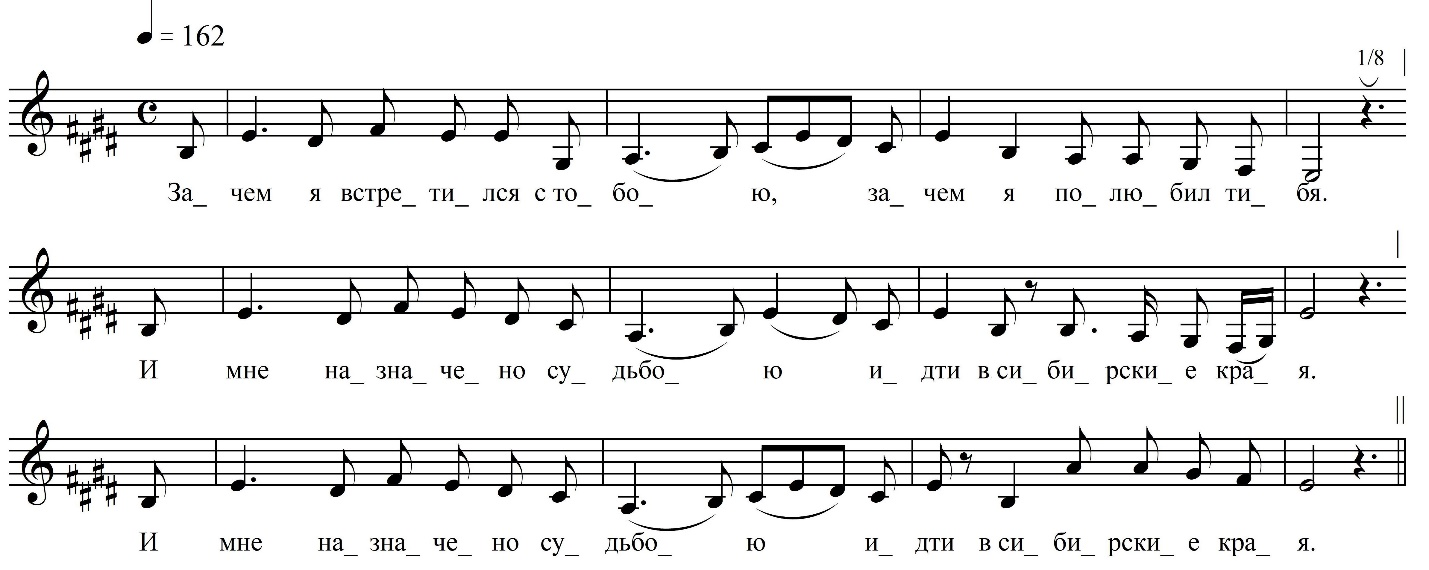 = 162
1/8
За_ чем я встре_ ти_ лся с то_ бо_ ю, за_ чем я по_ лю_ бил ти_ бя.
И мне на_ зна_ че_ но су_ дьбо_ ю и_ дти в си_ би_ рски_ е кра_ я.
И мне на_ зна_ че_ но су_ дьбо_ ю и_ дти в си_ би_ рски_ е кра_ я.